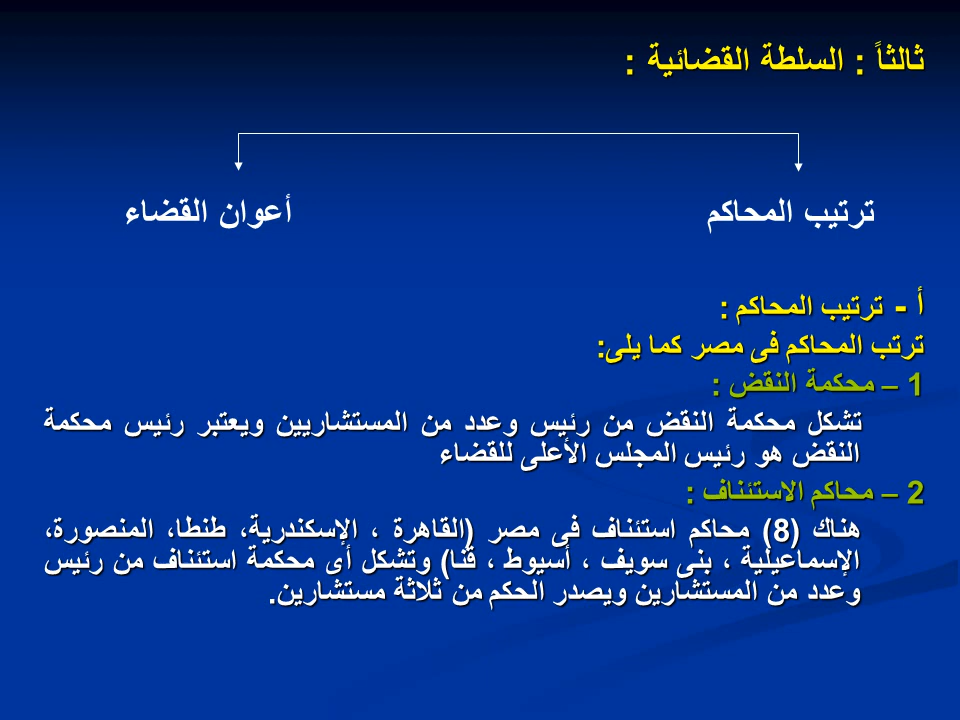 ثالثاً : السلطة القضائية :
ترتيب المحاكم
أعوان القضاء
أ - ترتيب المحاكم :
ترتب المحاكم فى مصر كما يلى:
1 – محكمة النقض :
تشكل محكمة النقض من رئيس وعدد من المستشاريين ويعتبر رئيس محكمة
النقض هو رئيس المجلس الأعلى للقضاء
2 – محاكم الاستئناف :
هناك (8) محاكم استئناف فى مصر (القاهرة ، الإسكندرية، طنطا، المنصورة،
الإسماعيلية ، بنى سويف ، أسيوط ، قنا) وتشكل أى محكمة استئناف من رئيس
وعدد من المستشارين ويصدر الحكم من ثلاثة مستشارين.